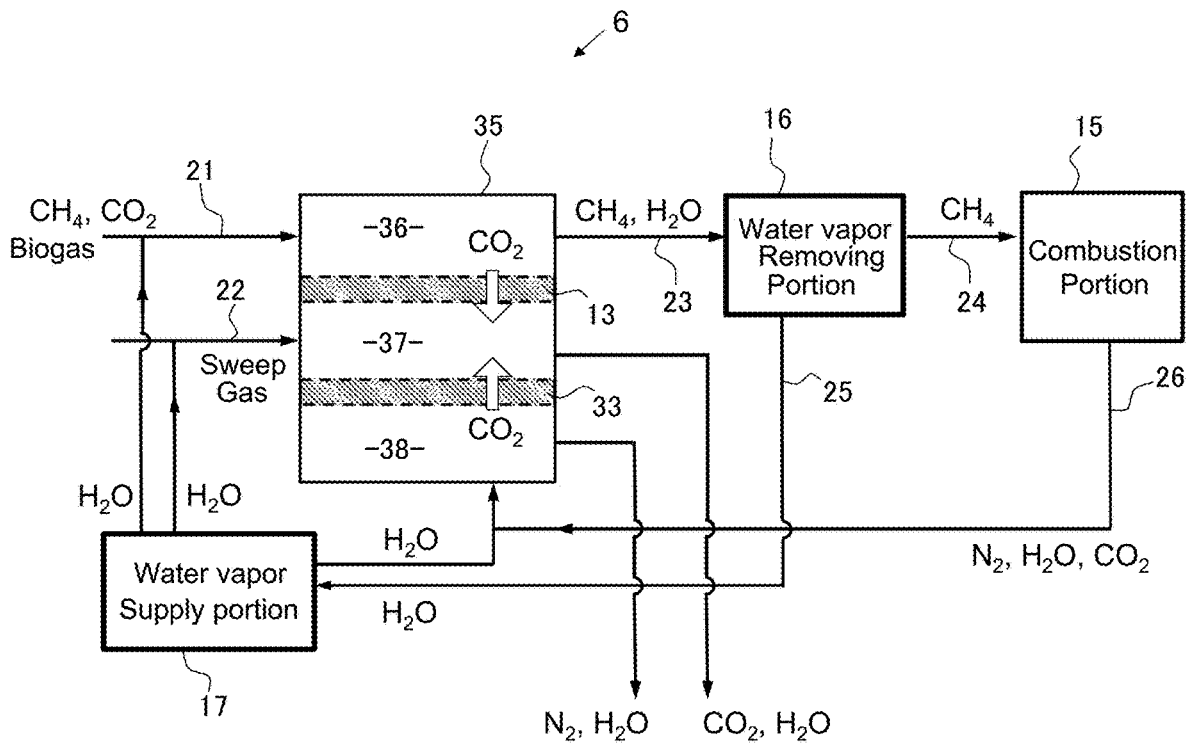 6
35
16
15
21
CH₄, CO₂
Biogas
-36-
CO₂
CH₄, H₂O
23
Water vapor
Removing
Portion
CH₄
24
Combustion
Portion
22
Sweep
Gas
13
-37-
33
CO₂
-38-
25
26
H₂O
H₂O
H₂O
N₂, H₂O, CO₂
Water vapor
Supply portion
H₂O
17
N₂, H₂O
CO₂, H₂O